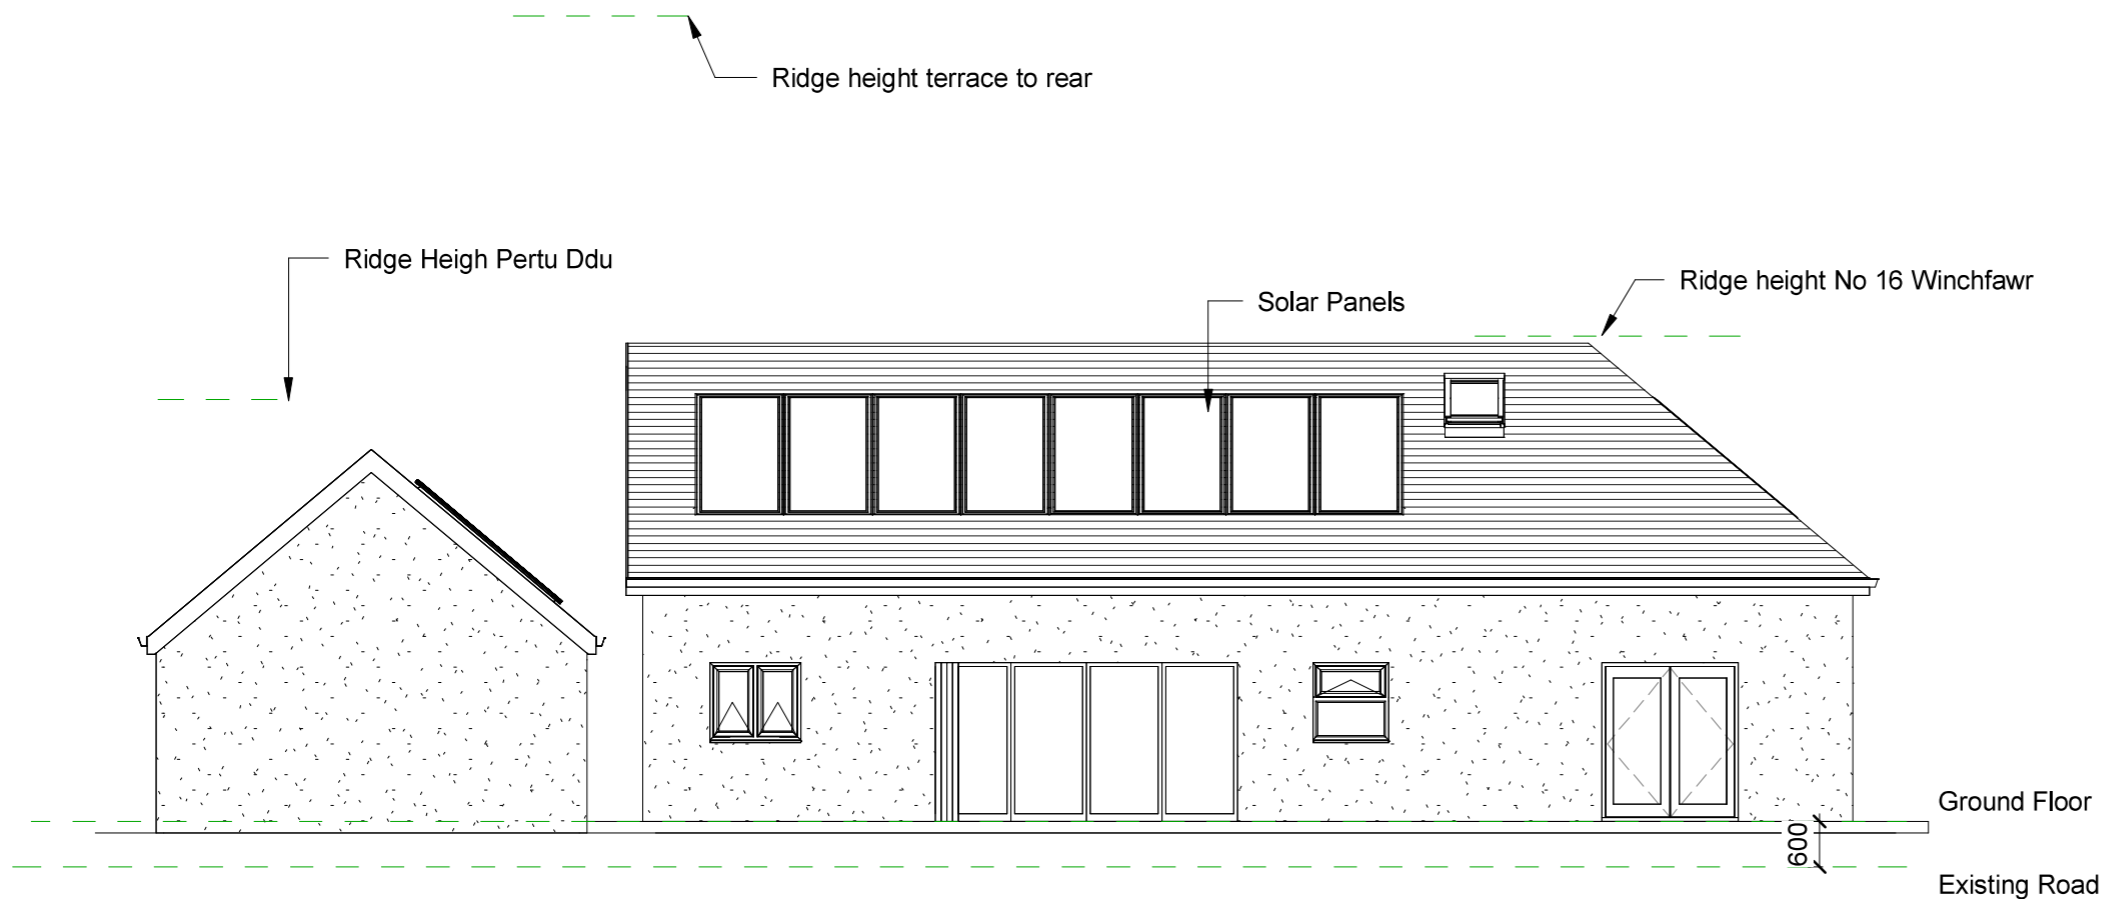 Ridge height terrace to rear
Ridge Heigh Pertu Ddu
Ridge height No 16 Winchfawr
Solar Panels
Ground Floor
600
Existing Road